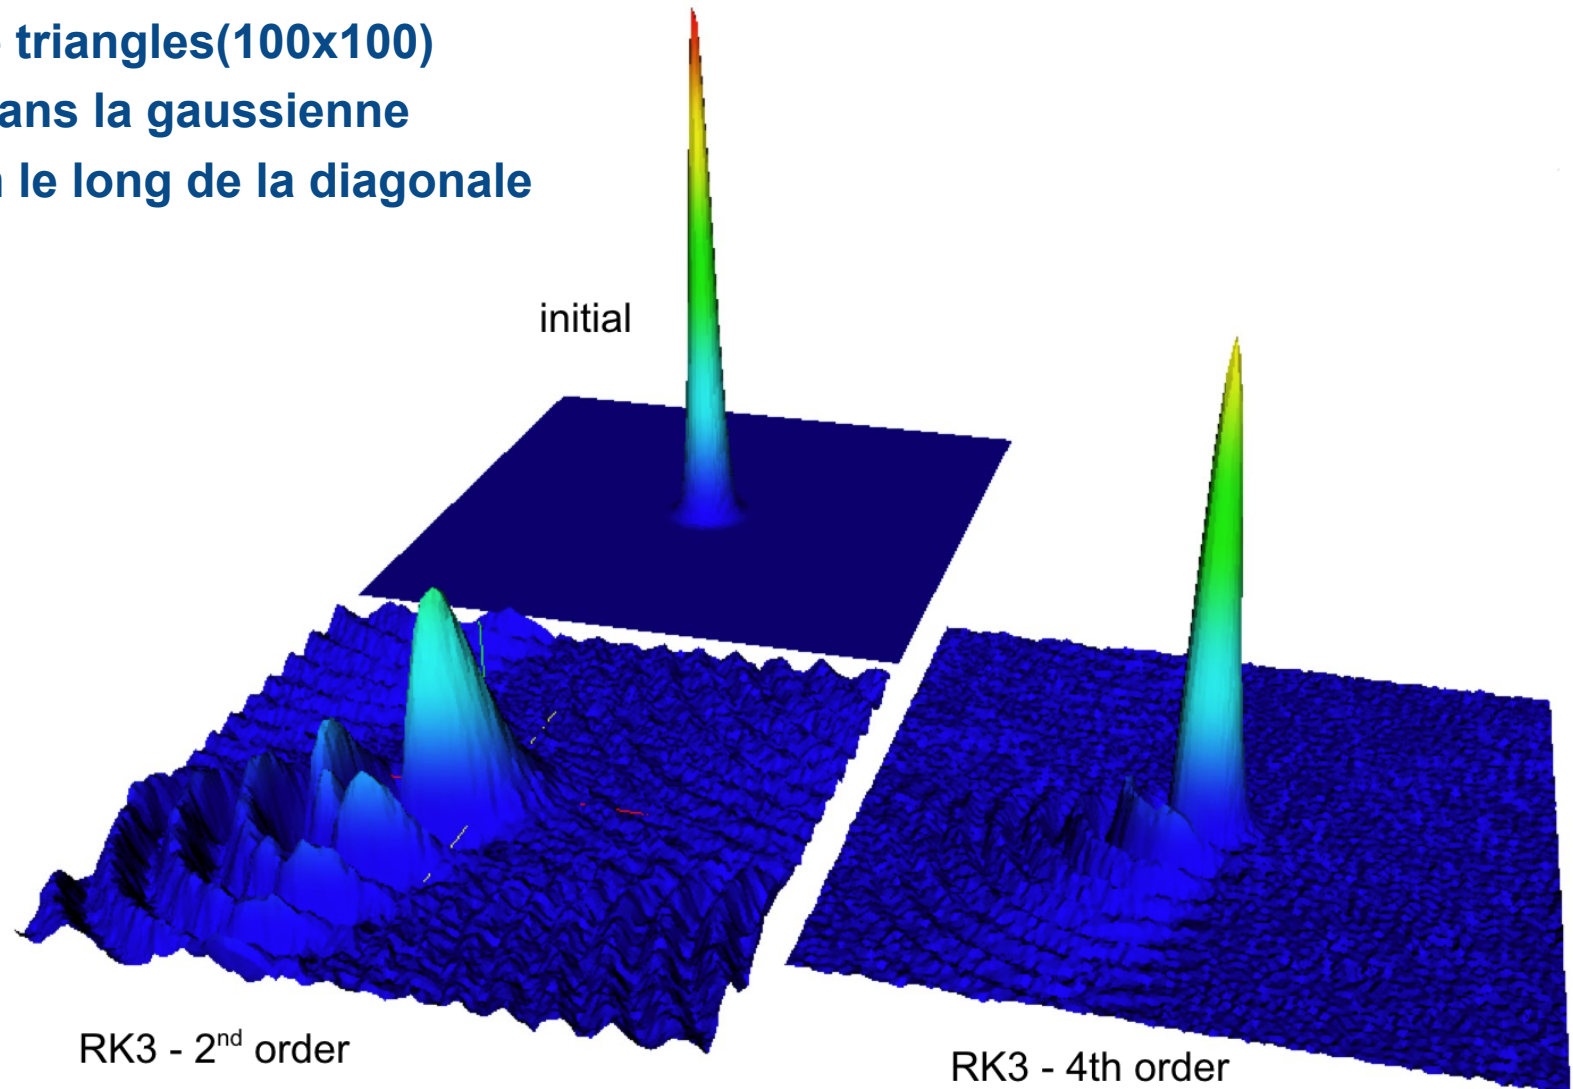 triangles(100x100)
ans la gaussienne
le long de la diagonale
initial
RK3 - 2nd order
RK3 - 4th order